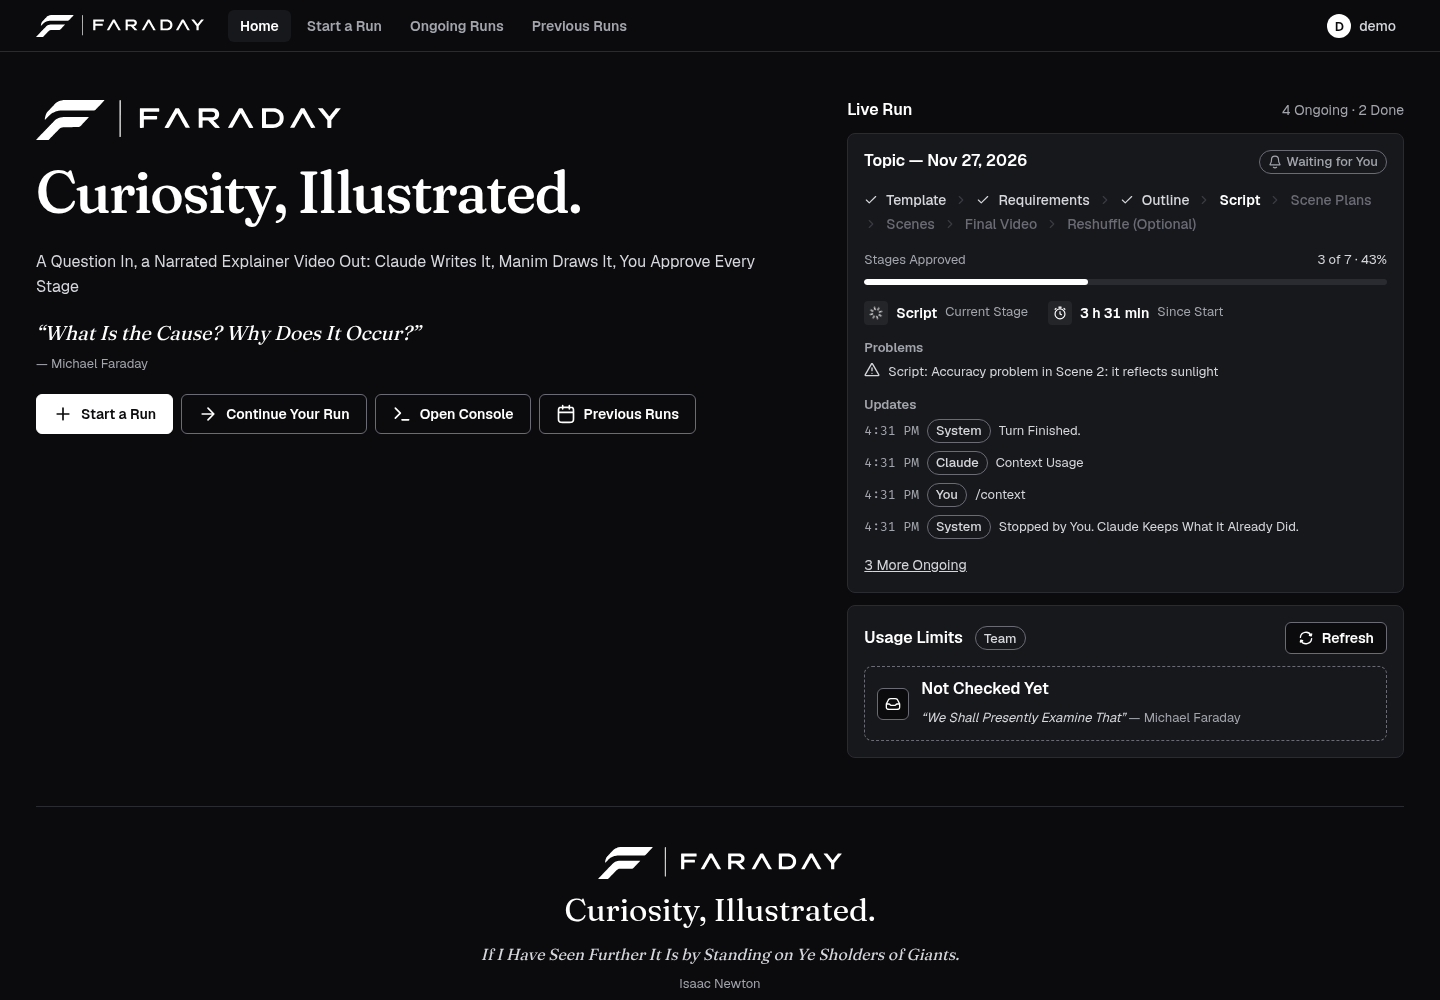 FARADAY
Home
Start a Run
Ongoing Runs
Previous Runs
D
demo
FARADAY
Curiosity, Illustrated.
A Question In, a Narrated Explainer Video Out: Claude Writes It, Manim Draws It, You Approve Every
Stage
“What Is the Cause? Why Does It Occur?”
— Michael Faraday
Start a Run
Continue Your Run
Open Console
Previous Runs
Live Run
4 Ongoing · 2 Done
Topic — Nov 27, 2026
Waiting for You
Template
Requirements
Outline
Script
Scene Plans
Scenes
Final Video
Reshuffle (Optional)
Stages Approved
3 of 7 · 43%
Script Current Stage
3 h 31 min Since Start
Problems
Script: Accuracy problem in Scene 2: it reflects sunlight
Updates
4:31 PM System Turn Finished.
4:31 PM Claude Context Usage
4:31 PM You /context
4:31 PM System Stopped by You. Claude Keeps What It Already Did.
3 More Ongoing
Usage Limits
Team
Refresh
Not Checked Yet
“We Shall Presently Examine That” — Michael Faraday
FARADAY
Curiosity, Illustrated.
If I Have Seen Further It Is by Standing on Ye Sholders of Giants.
Isaac Newton